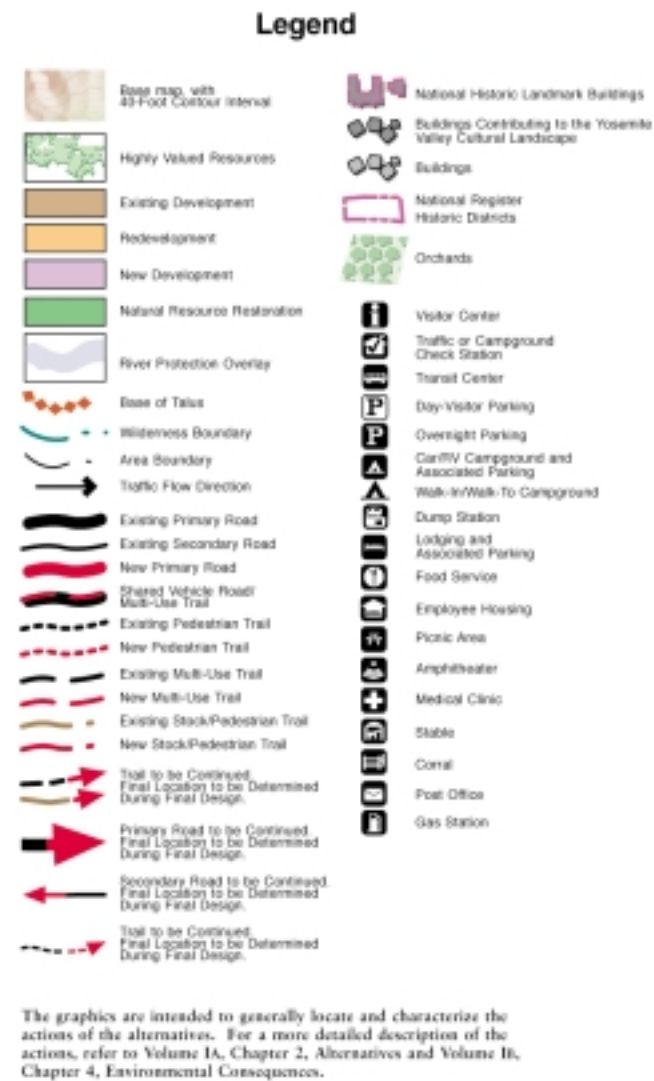 Legend
Base map, with
40-Foot Contour Interval
Highly Valued Resources
Existing Development
Redevelopment
New Development
Natural Resource Restoration
River Protection Overlay
Base of Talus
Wilderness Boundary
Area Boundary
Traffic Flow Direction
Existing Primary Road
Existing Secondary Road
New Primary Road
Shared Vehicle Road/
Multi-Use Trail
Existing Pedestrian Trail
New Pedestrian Trail
Existing Multi-Use Trail
New Multi-Use Trail
Existing Stock/Pedestrian Trail
New Stock/Pedestrian Trail
Trail to be Continued.
Final Location to be Determined
During Final Design.
Primary Road to be Continued.
Final Location to be Determined
During Final Design.
Secondary Road to be Continued.
Final Location to be Determined
During Final Design.
Trail to be Continued.
Final Location to be Determined
During Final Design.
National Historic Landmark Buildings
Buildings Contributing to the Yosemite
Valley Cultural Landscape
Buildings
National Register
Historic Districts
Orchards
Visitor Center
Traffic or Campground
Check Station
Transit Center
P Day-Visitor Parking
P Overnight Parking
Car/RV Campground and
Associated Parking
Walk-In/Walk-To Campground
Dump Station
Lodging and
Associated Parking
Food Service
Employee Housing
Picnic Area
Amphitheater
Medical Clinic
Stable
Corral
Post Office
Gas Station
The graphics are intended to generally locate and characterize the
actions of the alternatives. For a more detailed description of the
actions, refer to Volume IA, Chapter 2, Alternatives and Volume IB,
Chapter 4, Environmental Consequences.